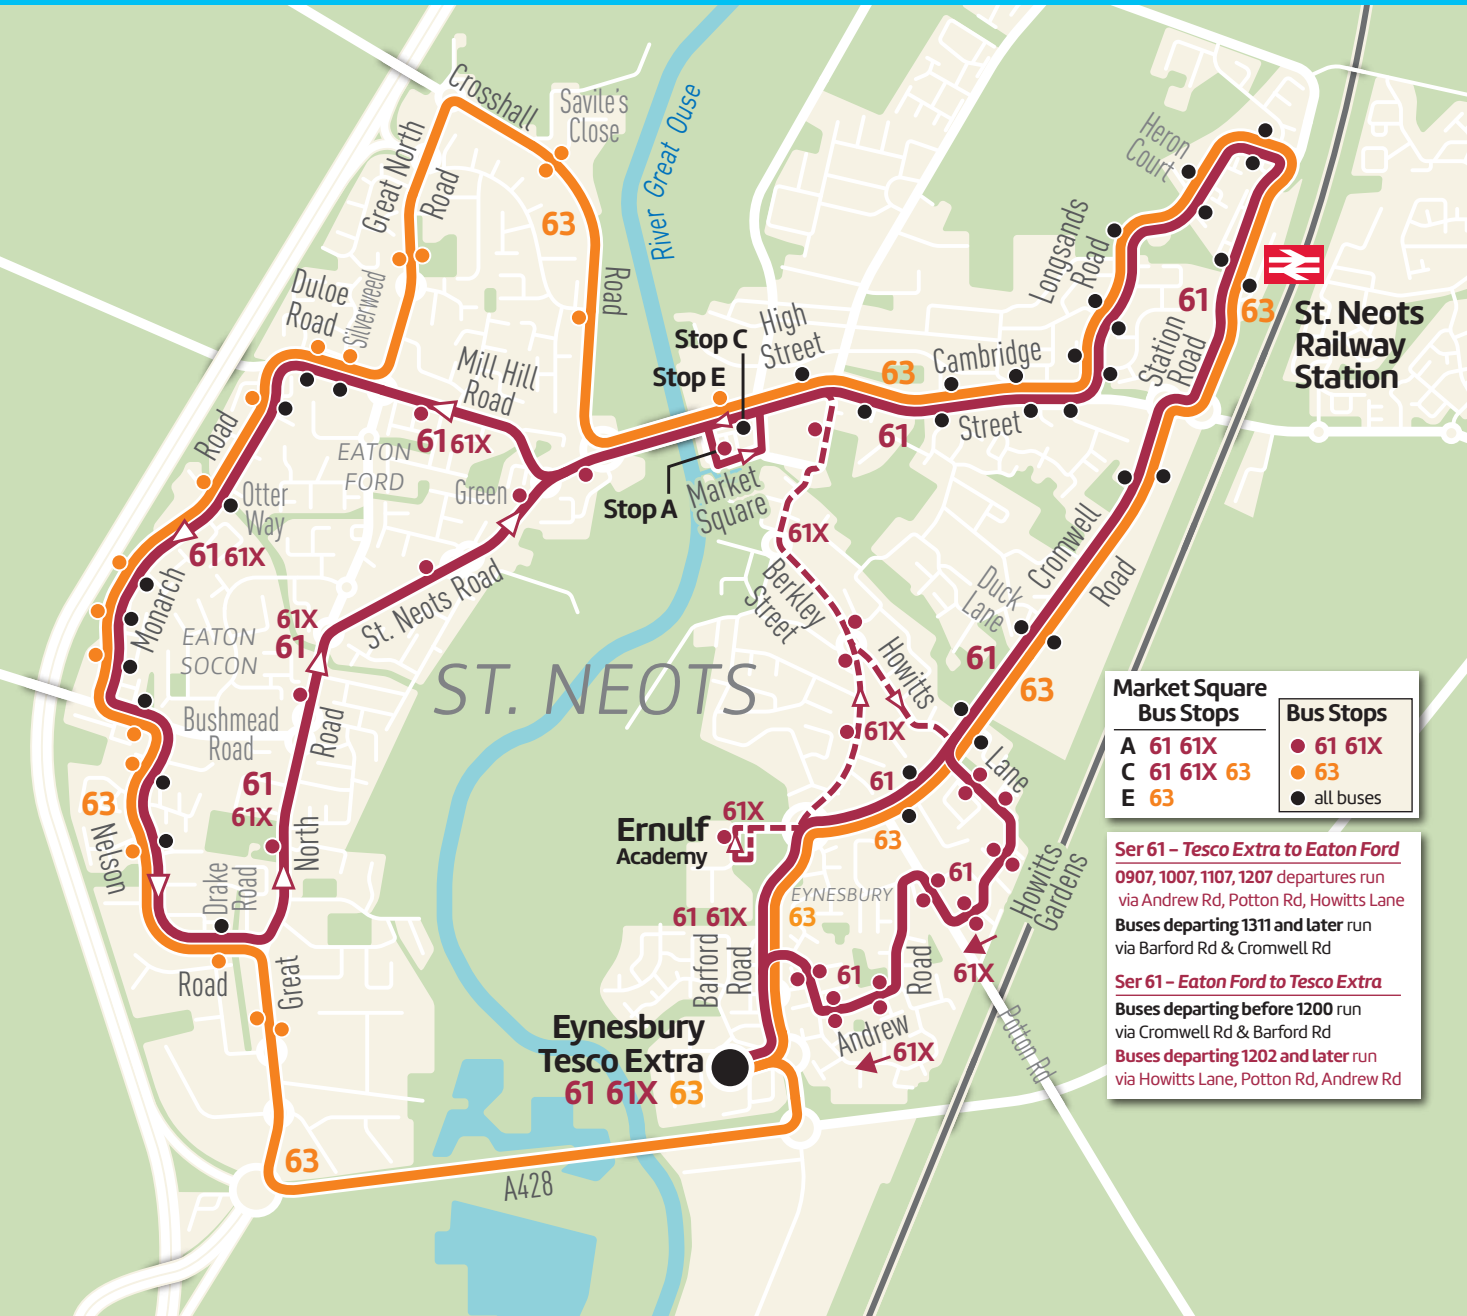 Crosshall
Savile's
Close
Great North
Road
63
Road
River Great Ouse
Heron
Court
Longsands
Road
Duloe
Road
Silverweed
Mill Hill
Road
61 61X
EATON
FORD
Green
Stop C
Stop E
High
Street
63
Cambridge
61
Street
61
63
Station
Road
St. Neots
Railway
Station
Road
Otter
Way
61 61X
Monarch
Stop A
Market
Square
61X
Berkley
Street
Cromwell
Road
Duck
Lane
61X
61
St. Neots Road
EATON
SOCON
ST. NEOTS
Howitts
61
63
Bushmead
Road
Road
61
61X
61X
Lane
63
Nelson
North
Drake
Road
61
61X
Ernulf
Academy
63
EYNESBURY
61
Howitts
Gardens
61 61X
63
Barford
Road
61
Road
61X
Road
Great
Andrew
61X
Potton Rd
Eynesbury
Tesco Extra
61 61X 63
63
A428
Market Square
Bus Stops
A 61 61X
C 61 61X 63
E 63
Bus Stops
61 61X
63
all buses
Ser 61 – Tesco Extra to Eaton Ford
0907, 1007, 1107, 1207 departures run
via Andrew Rd, Potton Rd, Howitts Lane
Buses departing 1311 and later run
via Barford Rd & Cromwell Rd
Ser 61 – Eaton Ford to Tesco Extra
Buses departing before 1200 run
via Cromwell Rd & Barford Rd
Buses departing 1202 and later run
via Howitts Lane, Potton Rd, Andrew Rd